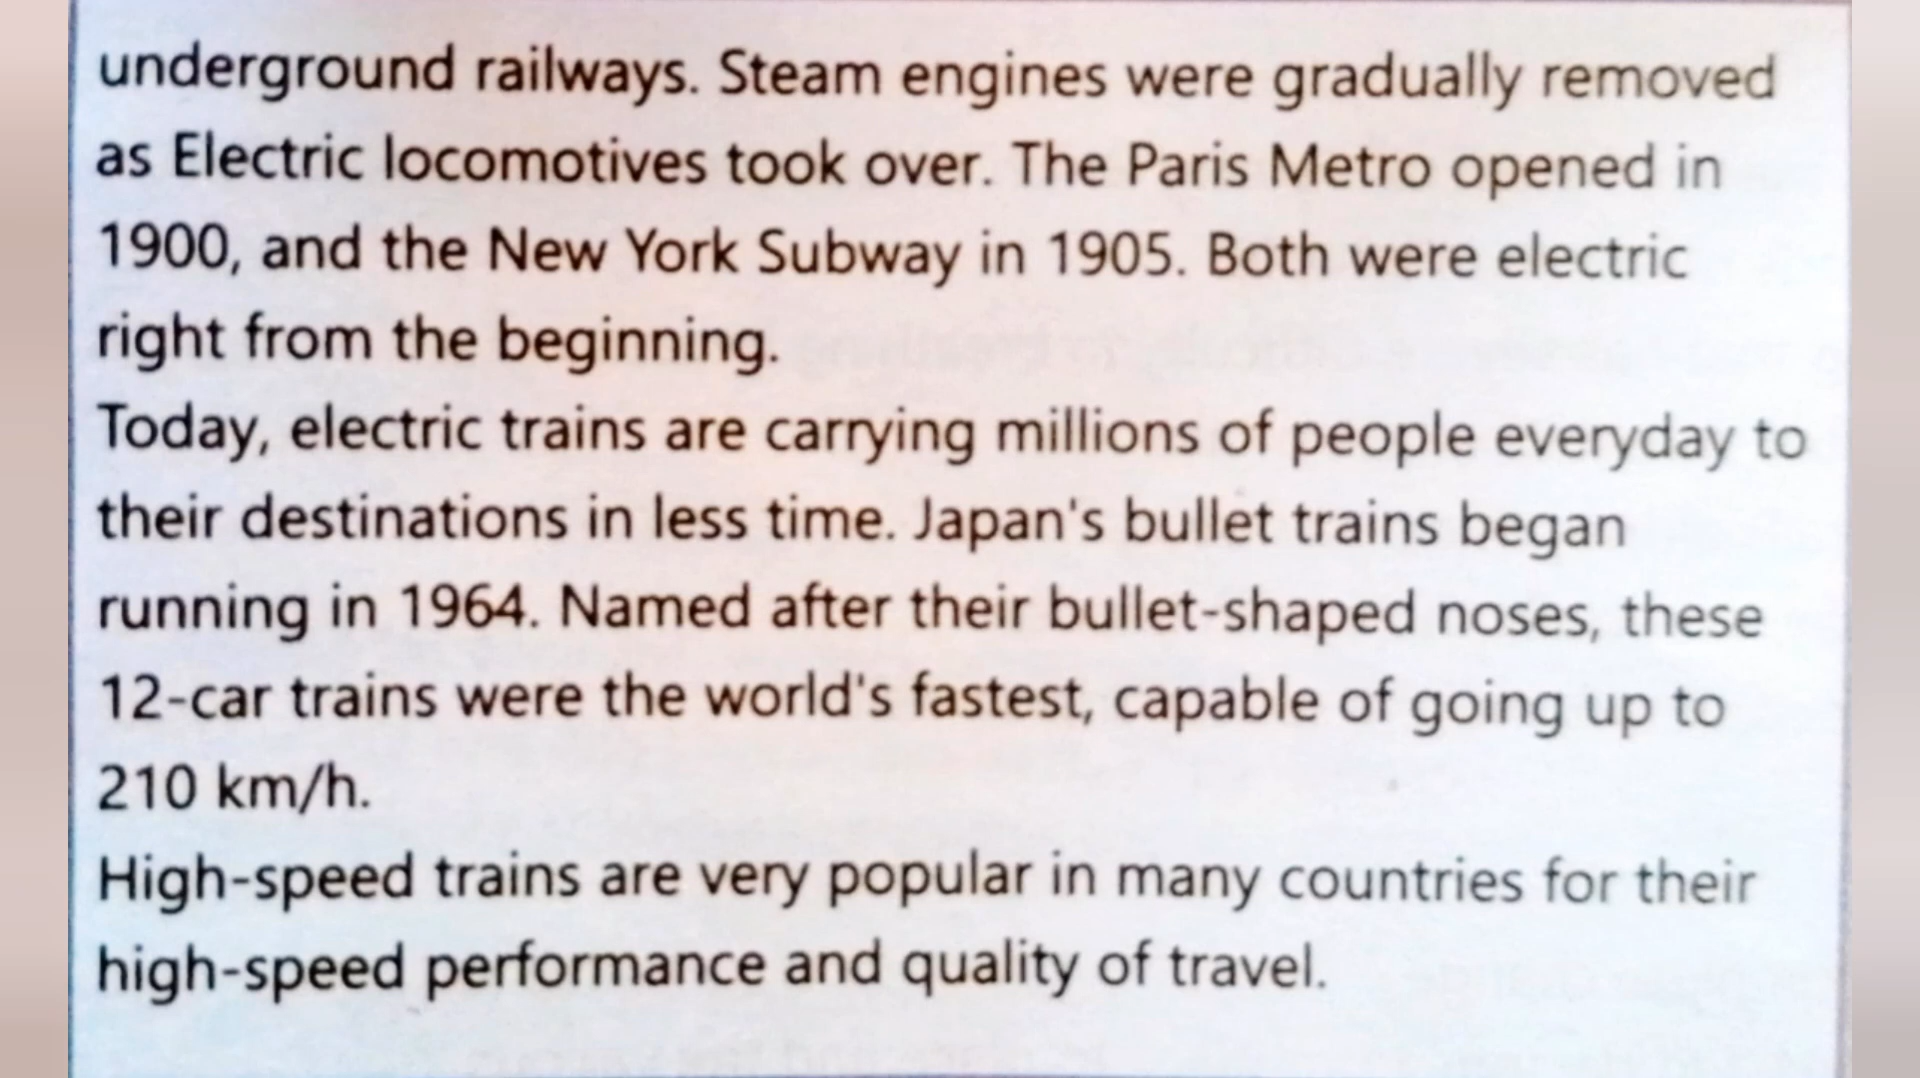 underground railways. Steam engines were gradually removed
as Electric locomotives took over. The Paris Metro opened in
1900, and the New York Subway in 1905. Both were electric
right from the beginning.
Today, electric trains are carrying millions of people everyday to
their destinations in less time. Japan's bullet trains began
running in 1964. Named after their bullet-shaped noses, these
12-car trains were the world's fastest, capable of going up to
210 km/h.
High-speed trains are very popular in many countries for their
high-speed performance and quality of travel.